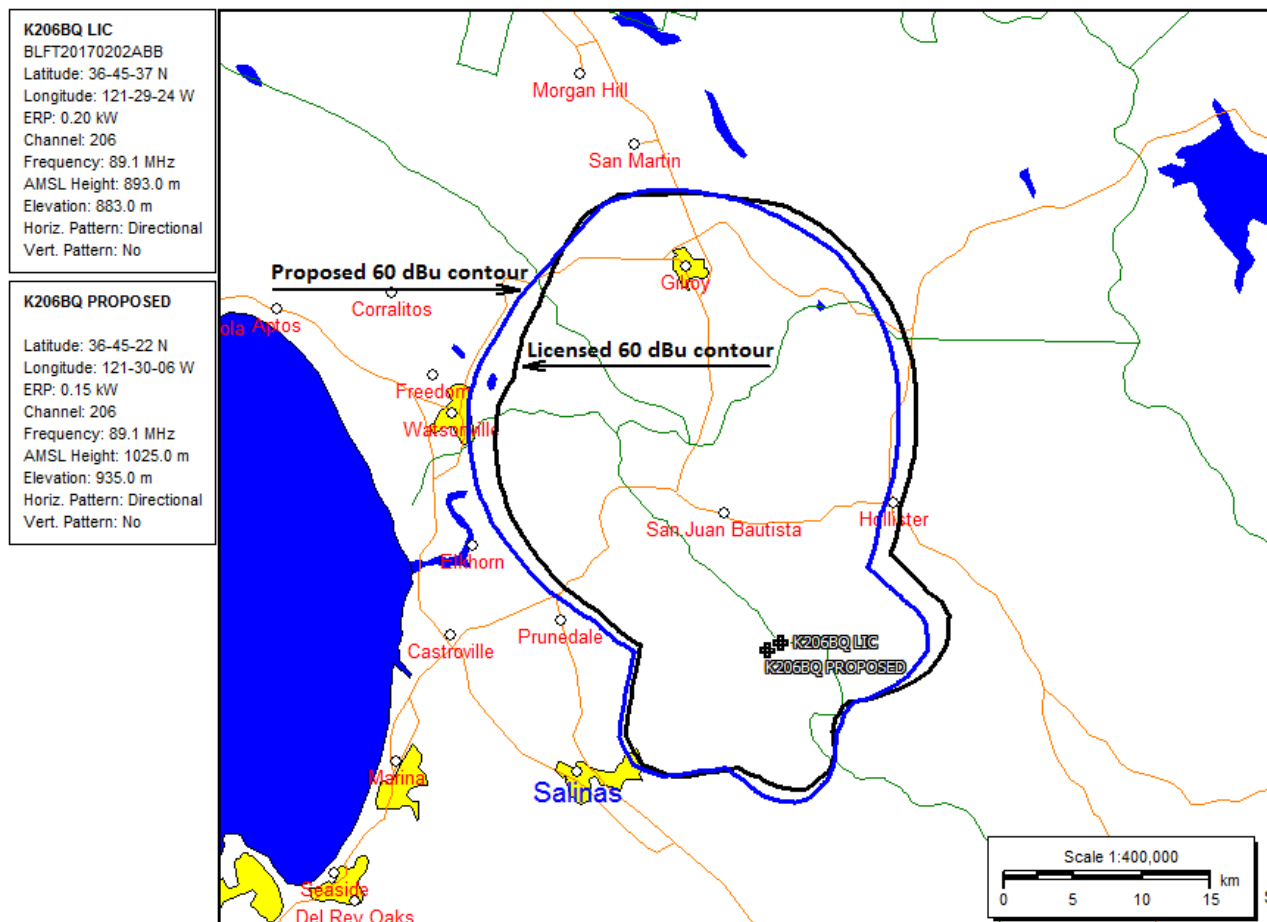 K206BQ LIC
BLFT20170202ABB
Latitude: 36-45-37 N
Longitude: 121-29-24 W
ERP: 0.20 kW
Channel: 206
Frequency: 89.1 MHz
AMSL Height: 893.0 m
Elevation: 883.0 m
Horiz. Pattern: Directional
Vert. Pattern: No
K206BQ PROPOSED
Latitude: 36-45-22 N
Longitude: 121-30-06 W
ERP: 0.15 kW
Channel: 206
Frequency: 89.1 MHz
AMSL Height: 1025.0 m
Elevation: 935.0 m
Horiz. Pattern: Directional
Vert. Pattern: No
Morgan Hill
San Martin
Proposed 60 dBu contour
Gilroy
Corralitos
ola Aptos
Licensed 60 dBu contour
Freedom
Watsonville
San Juan Bautista
Hollister
Elkhorn
Prunedale
Castroville
K206BQ LIC
K206BQ PROPOSED
Marina
Salinas
Seaside
Del Rey Oaks
Scale 1:400,000
0 5 10 15 km